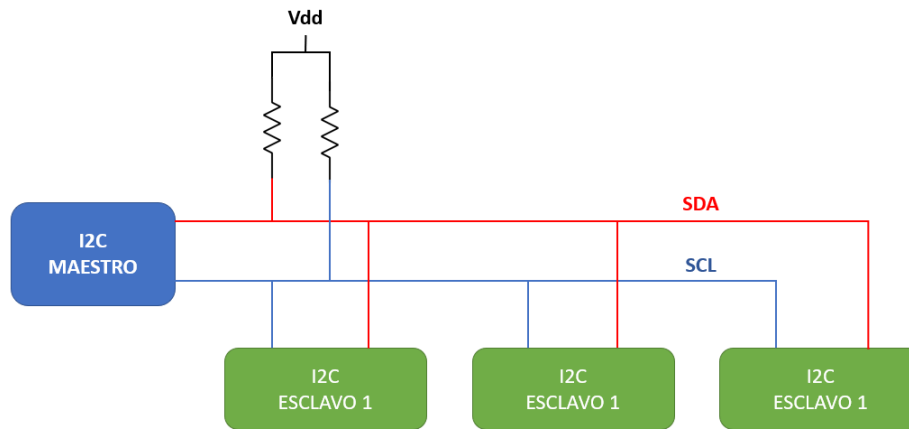 Vdd
SDA
I2C
MAESTRO
SCL
I2C
ESCLAVO 1
I2C
ESCLAVO 1
I2C
ESCLAVO 1